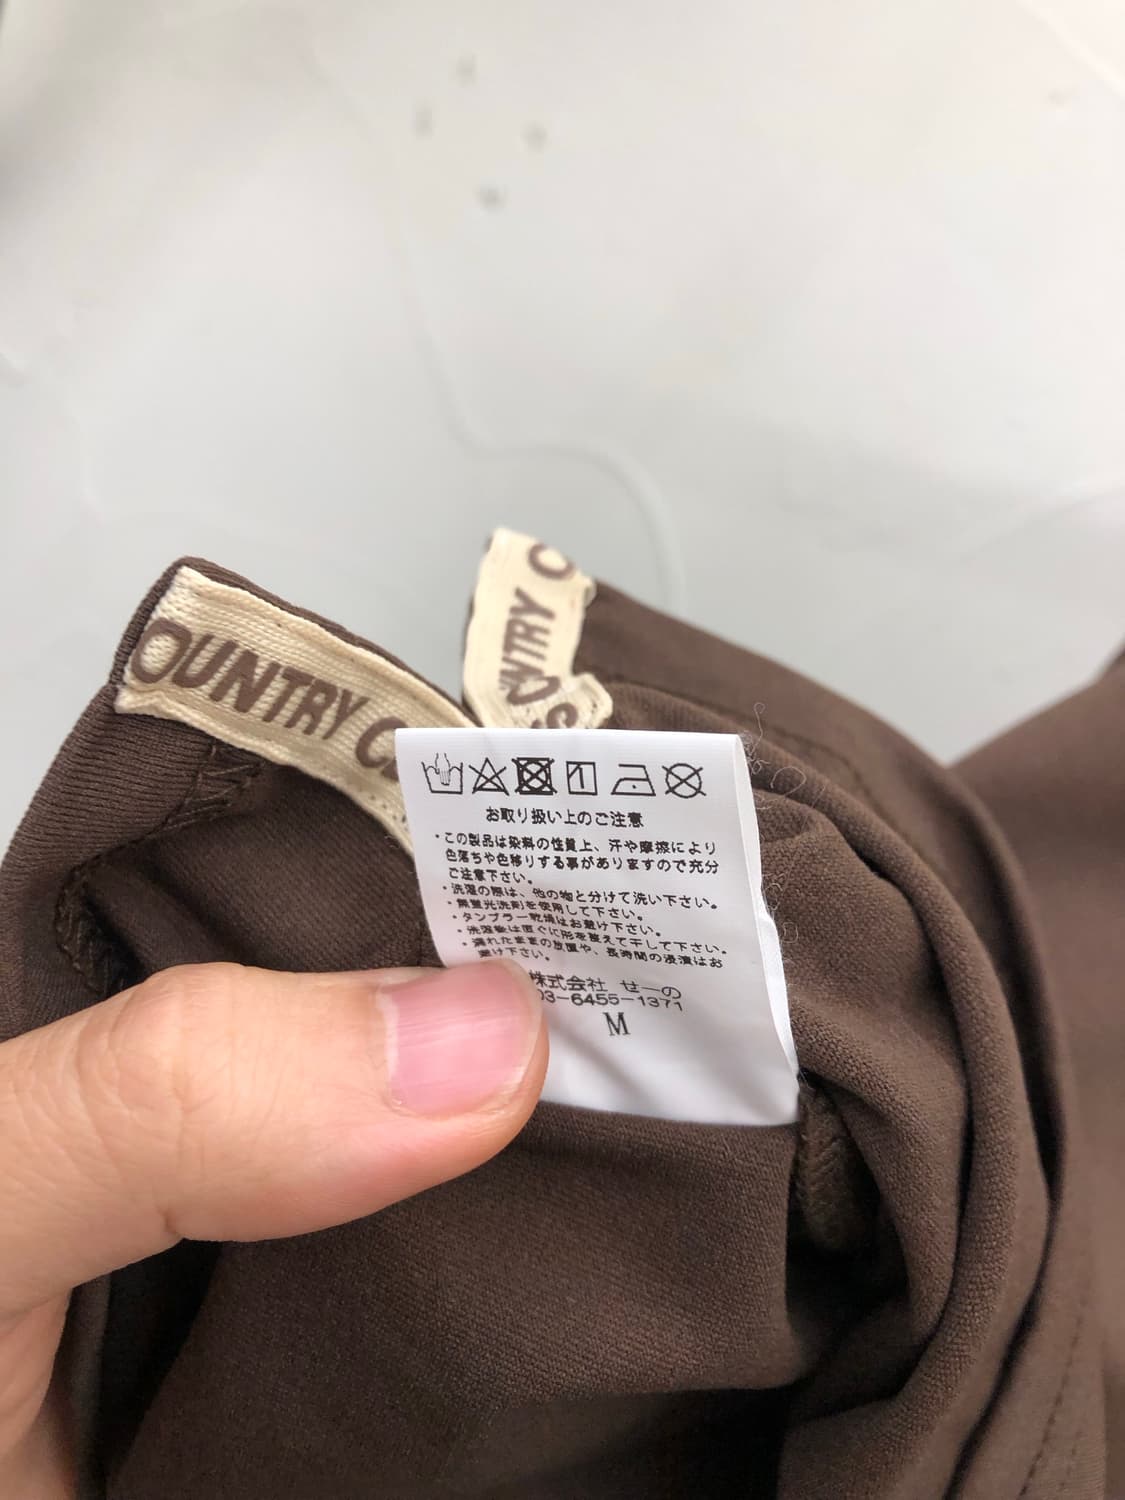 OUNTRY C
NTRY C
S
お取り扱い上のご注意
・この製品は染料の性質上、汗や摩擦により
色落ちや色移りする事がありますので充分
ご注意下さい。
・洗濯の際は、他の物と分けて洗い下さい。
・無蛍光洗剤を使用して下さい。
・タンブラー乾燥はお避け下さい。
・洗濯後は直ぐに形を整えて干して下さい。
・濡れたままの放置や、長時間の浸漬はお
避け下さい。
株式会社 せーの
03-6455-1371
M